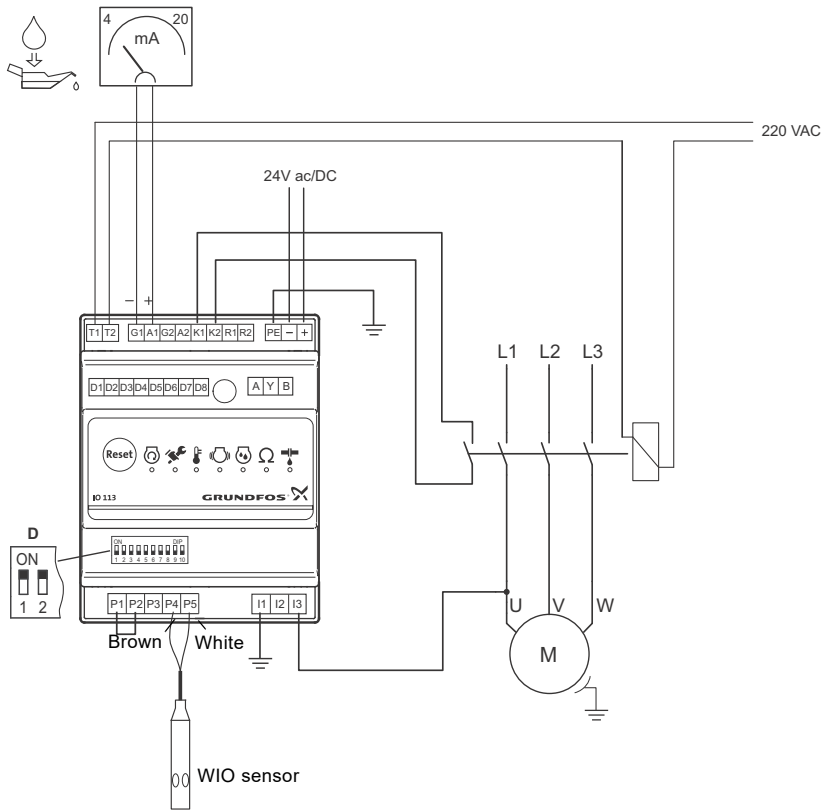 4 20
mA
220 VAC
24V ac/DC
− +
T1 T2 G1 A1 G2 A2 K1 K2 R1 R2 PE − +
D1 D2 D3 D4 D5 D6 D7 D8 A Y B
L1 L2 L3
Reset
Ω
IO 113 GRUNDFOS
D
ON
1 2
ON DIP
1 2 3 4 5 6 7 8 9 10
P1 P2 P3 P4 P5 I1 I2 I3
Brown White
U V W
M
WIO sensor